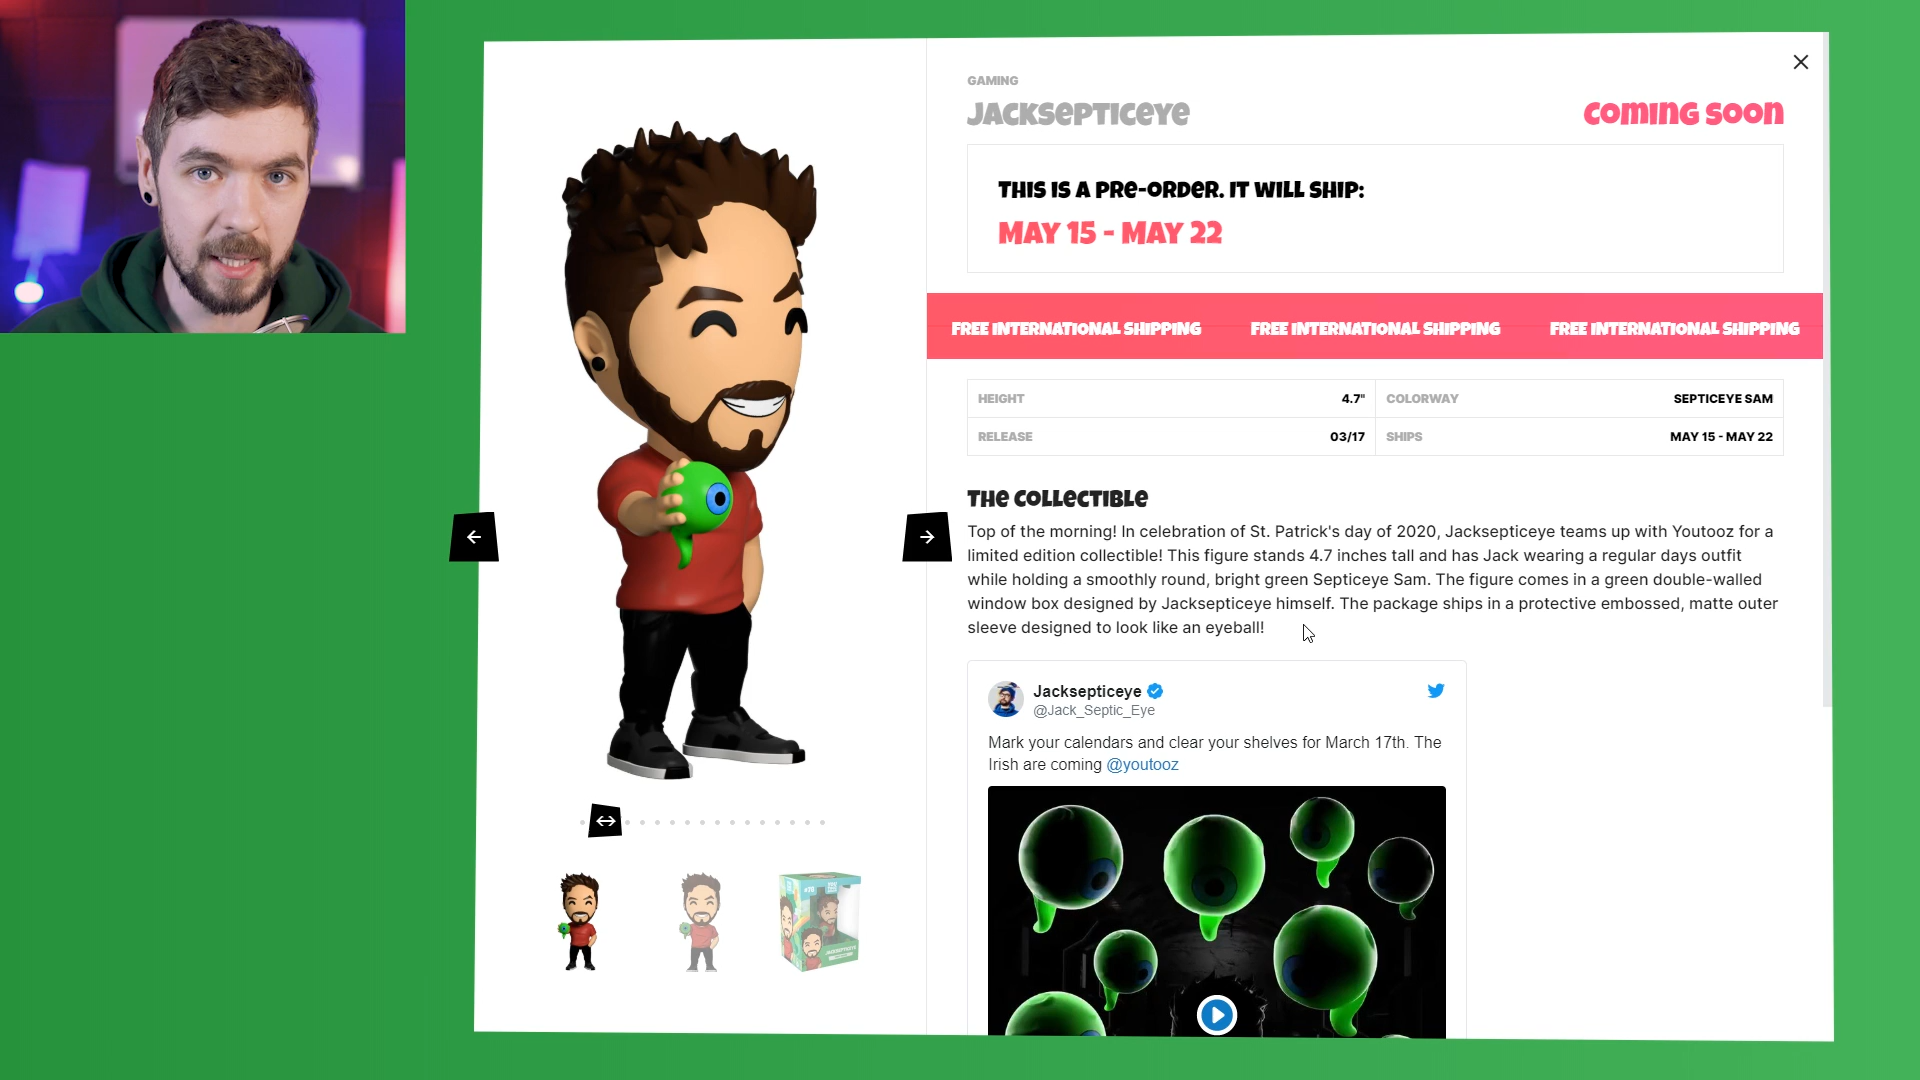 GAMING
JACKSEPTICEYE
COMING SOON
THIS IS A PRE-ORDER. IT WILL SHIP:
MAY 15 - MAY 22
FREE INTERNATIONAL SHIPPING FREE INTERNATIONAL SHIPPING FREE INTERNATIONAL SHIPPING
HEIGHT 4.7" COLORWAY SEPTICEYE SAM
RELEASE 03/17 SHIPS MAY 15 - MAY 22
THE COLLECTIBLE
Top of the morning! In celebration of St. Patrick's day of 2020, Jacksepticeye teams up with Youtooz for a
limited edition collectible! This figure stands 4.7 inches tall and has Jack wearing a regular days outfit
while holding a smoothly round, bright green Septiceye Sam. The figure comes in a green double-walled
window box designed by Jacksepticeye himself. The package ships in a protective embossed, matte outer
sleeve designed to look like an eyeball!
Jacksepticeye
@Jack_Septic_Eye
Mark your calendars and clear your shelves for March 17th. The
Irish are coming @youtooz